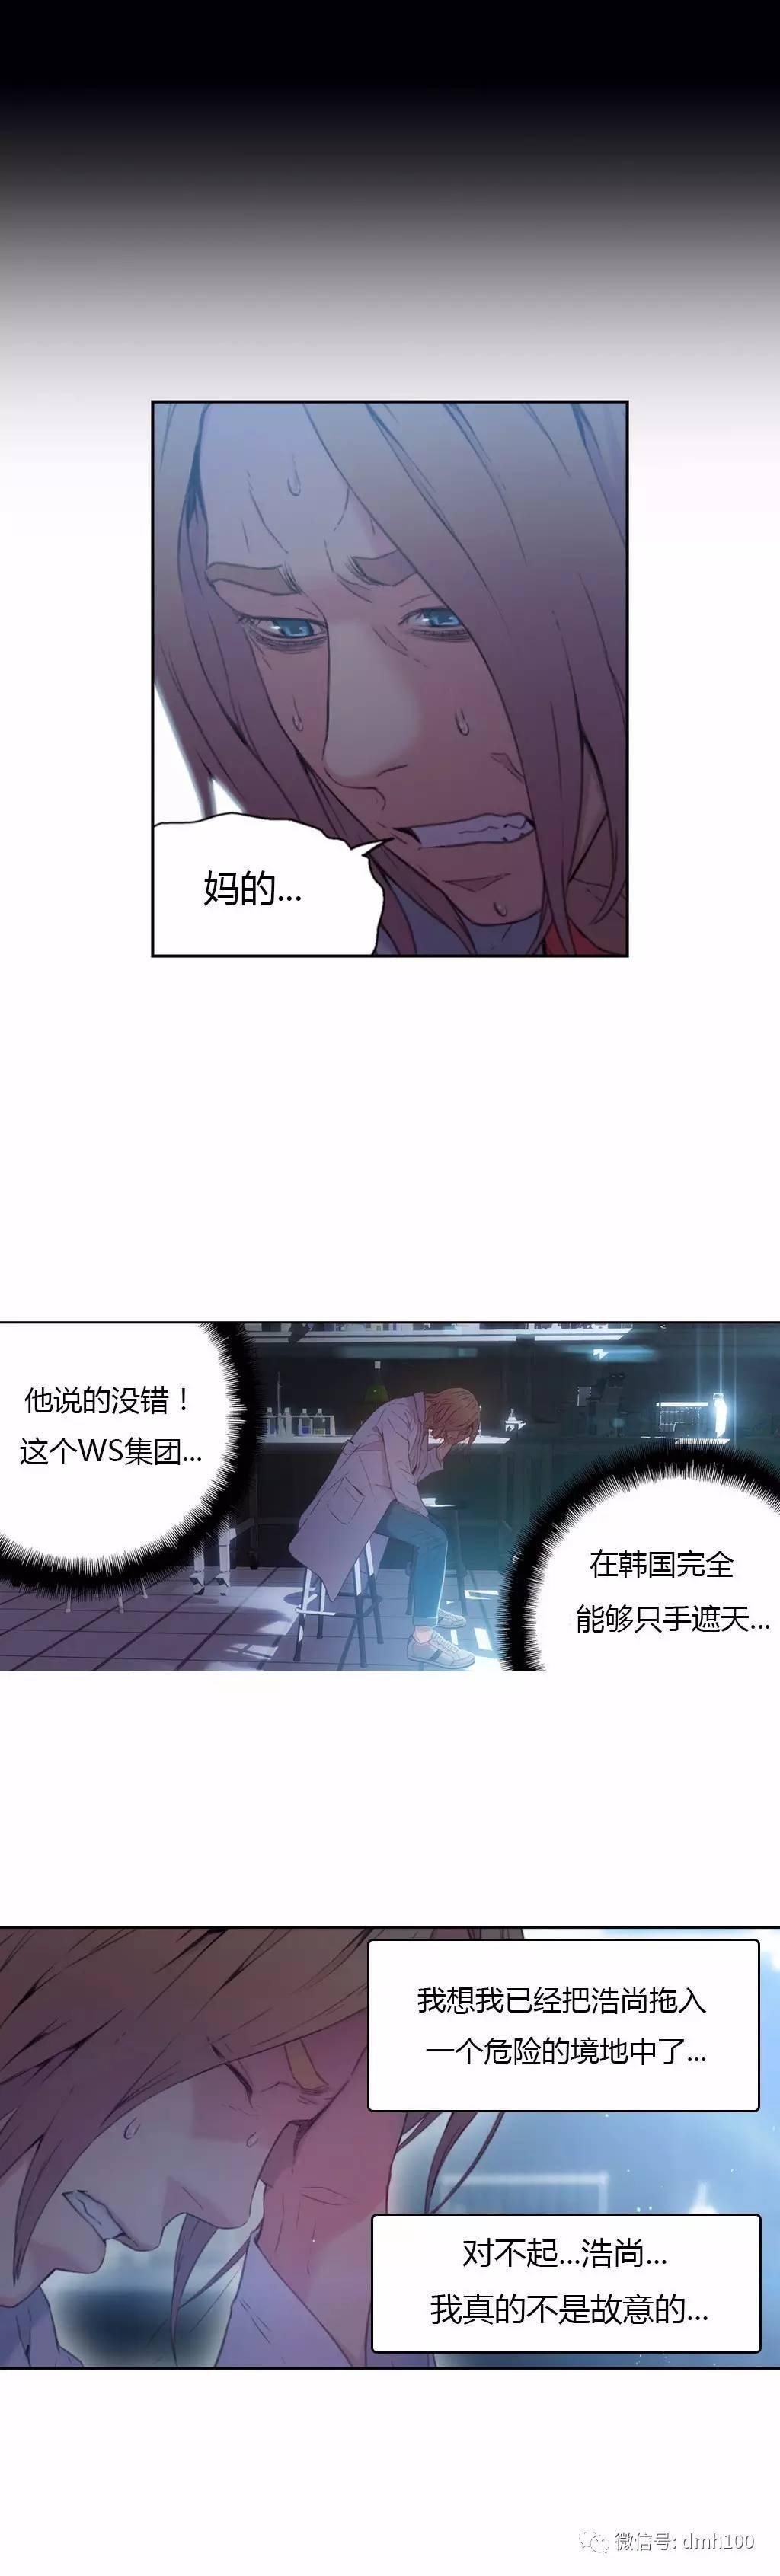 妈的...
他说的没错！
这个WS集团...
在韩国完全
能够只手遮天...
我想我已经把浩尚拖入
一个危险的境地中了...
对不起...浩尚...
我真的不是故意的...
微信号: dmh100